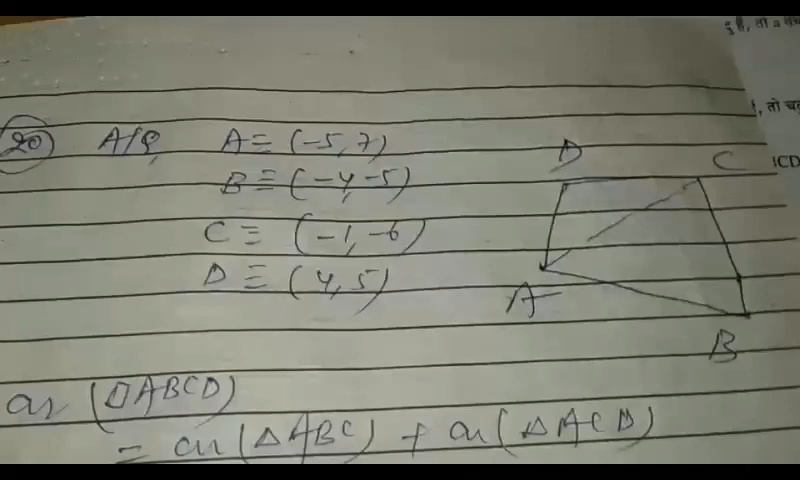 दु है, तो a
, तो
20 A/Q, A ≡ (-5, 7)
B ≡ (-4, -5)
C ≡ (-1, -6)
D ≡ (4, 5)
D C
A
B
ar (□ABCD)
= ar (△ABC) + ar (△ACD)